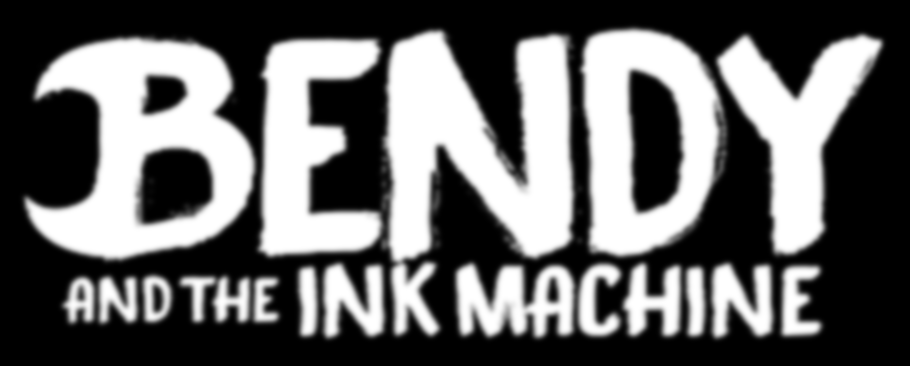 BENDY
AND THE INK MACHINE